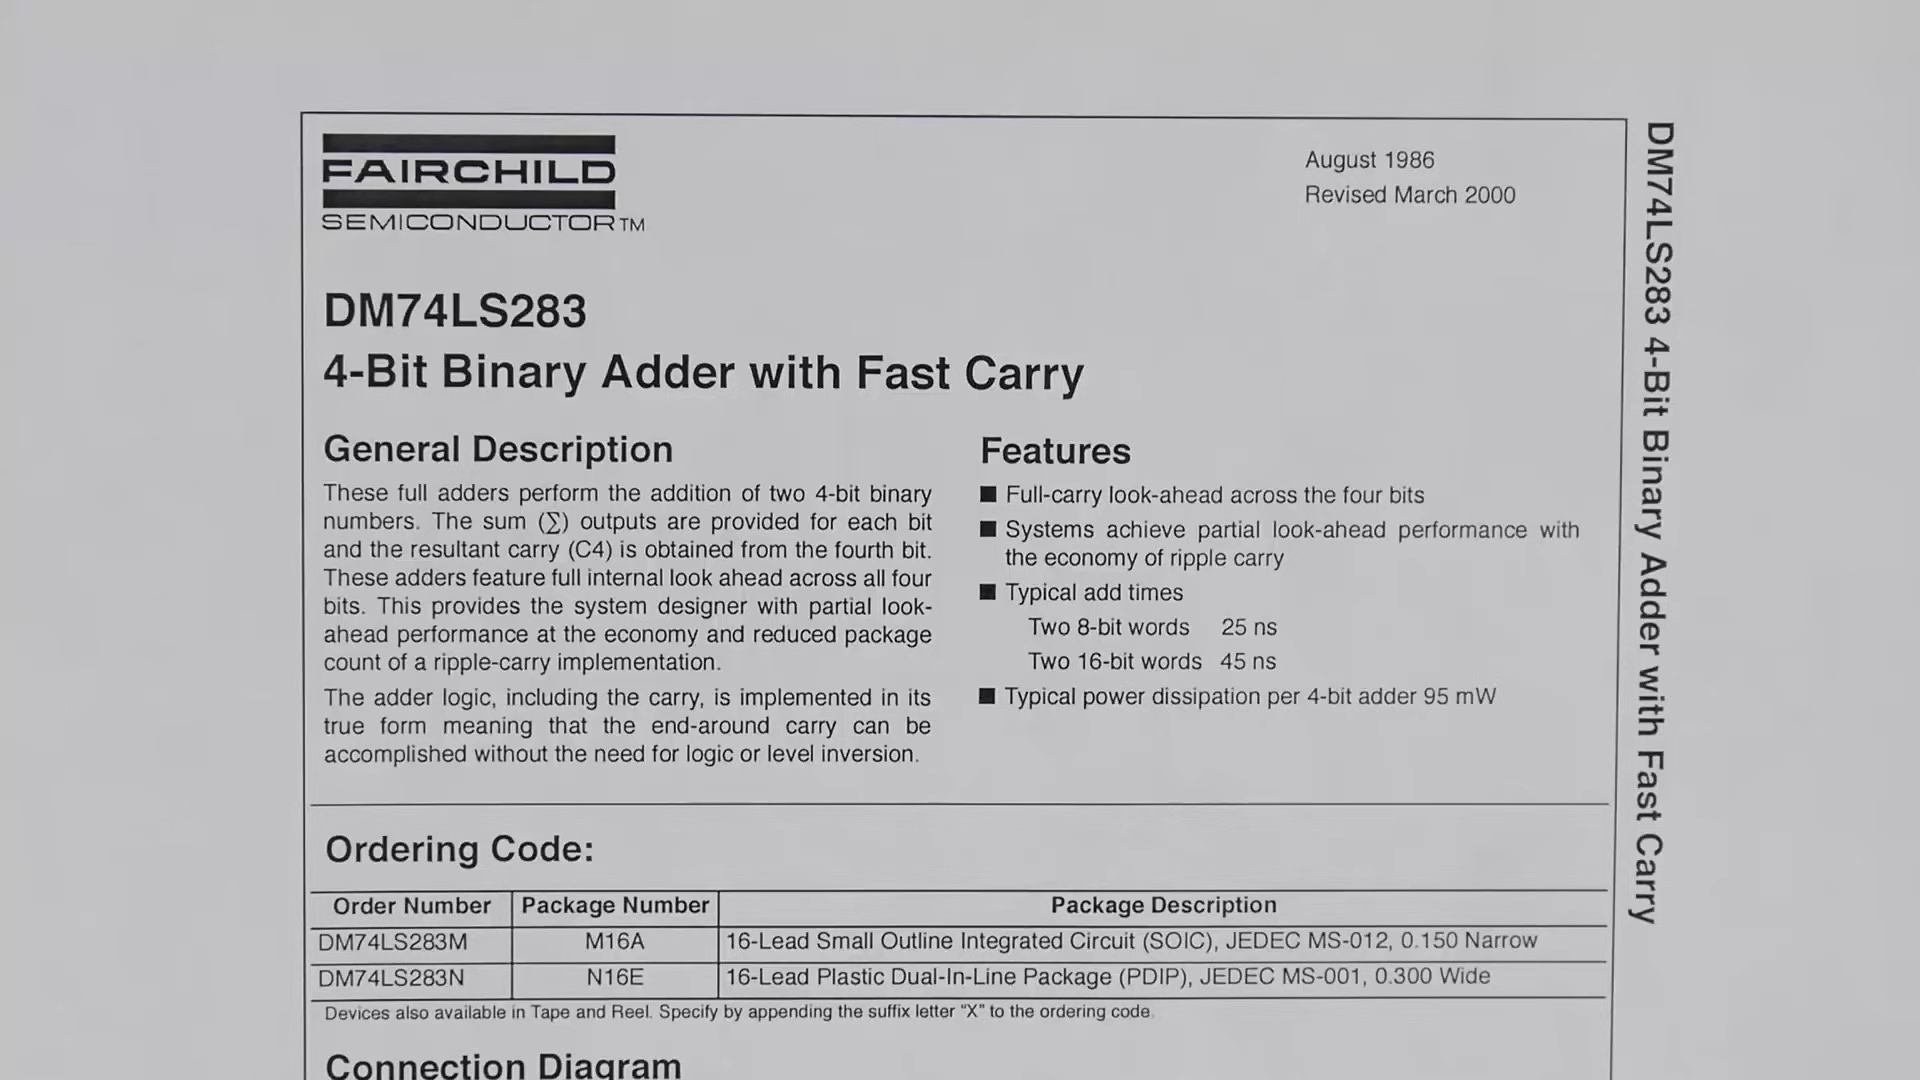 FAIRCHILD
SEMICONDUCTOR™
August 1986
Revised March 2000
DM74LS283
4-Bit Binary Adder with Fast Carry
General Description
These full adders perform the addition of two 4-bit binary
numbers. The sum (∑) outputs are provided for each bit
and the resultant carry (C4) is obtained from the fourth bit.
These adders feature full internal look ahead across all four
bits. This provides the system designer with partial look-
ahead performance at the economy and reduced package
count of a ripple-carry implementation.
The adder logic, including the carry, is implemented in its
true form meaning that the end-around carry can be
accomplished without the need for logic or level inversion.
Features
■ Full-carry look-ahead across the four bits
■ Systems achieve partial look-ahead performance with
the economy of ripple carry
■ Typical add times
Two 8-bit words 25 ns
Two 16-bit words 45 ns
■ Typical power dissipation per 4-bit adder 95 mW
Ordering Code:
Order Number Package Number Package Description
DM74LS283M M16A 16-Lead Small Outline Integrated Circuit (SOIC), JEDEC MS-012, 0.150 Narrow
DM74LS283N N16E 16-Lead Plastic Dual-In-Line Package (PDIP), JEDEC MS-001, 0.300 Wide
Devices also available in Tape and Reel. Specify by appending the suffix letter "X" to the ordering code.
Connection Diagram
DM74LS283 4-Bit Binary Adder with Fast Carry